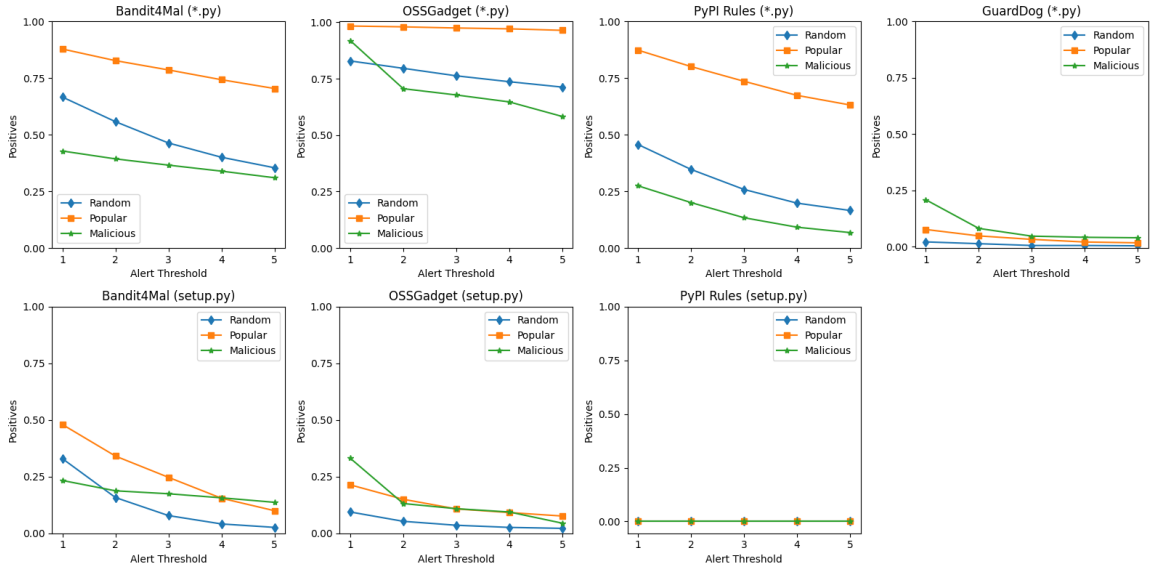 Bandit4Mal (*.py)
1.00
0.75
0.50
0.25
0.00
Positives
Random
Popular
Malicious
1 2 3 4 5
Alert Threshold
OSSGadget (*.py)
1.00
0.75
0.50
0.25
0.00
Positives
Random
Popular
Malicious
1 2 3 4 5
Alert Threshold
PyPI Rules (*.py)
1.00
0.75
0.50
0.25
0.00
Positives
Random
Popular
Malicious
1 2 3 4 5
Alert Threshold
GuardDog (*.py)
1.00
0.75
0.50
0.25
0.00
Positives
Random
Popular
Malicious
1 2 3 4 5
Alert Threshold
Bandit4Mal (setup.py)
1.00
0.75
0.50
0.25
0.00
Positives
Random
Popular
Malicious
1 2 3 4 5
Alert Threshold
OSSGadget (setup.py)
1.00
0.75
0.50
0.25
0.00
Positives
Random
Popular
Malicious
1 2 3 4 5
Alert Threshold
PyPI Rules (setup.py)
1.00
0.75
0.50
0.25
0.00
Positives
Random
Popular
Malicious
1 2 3 4 5
Alert Threshold